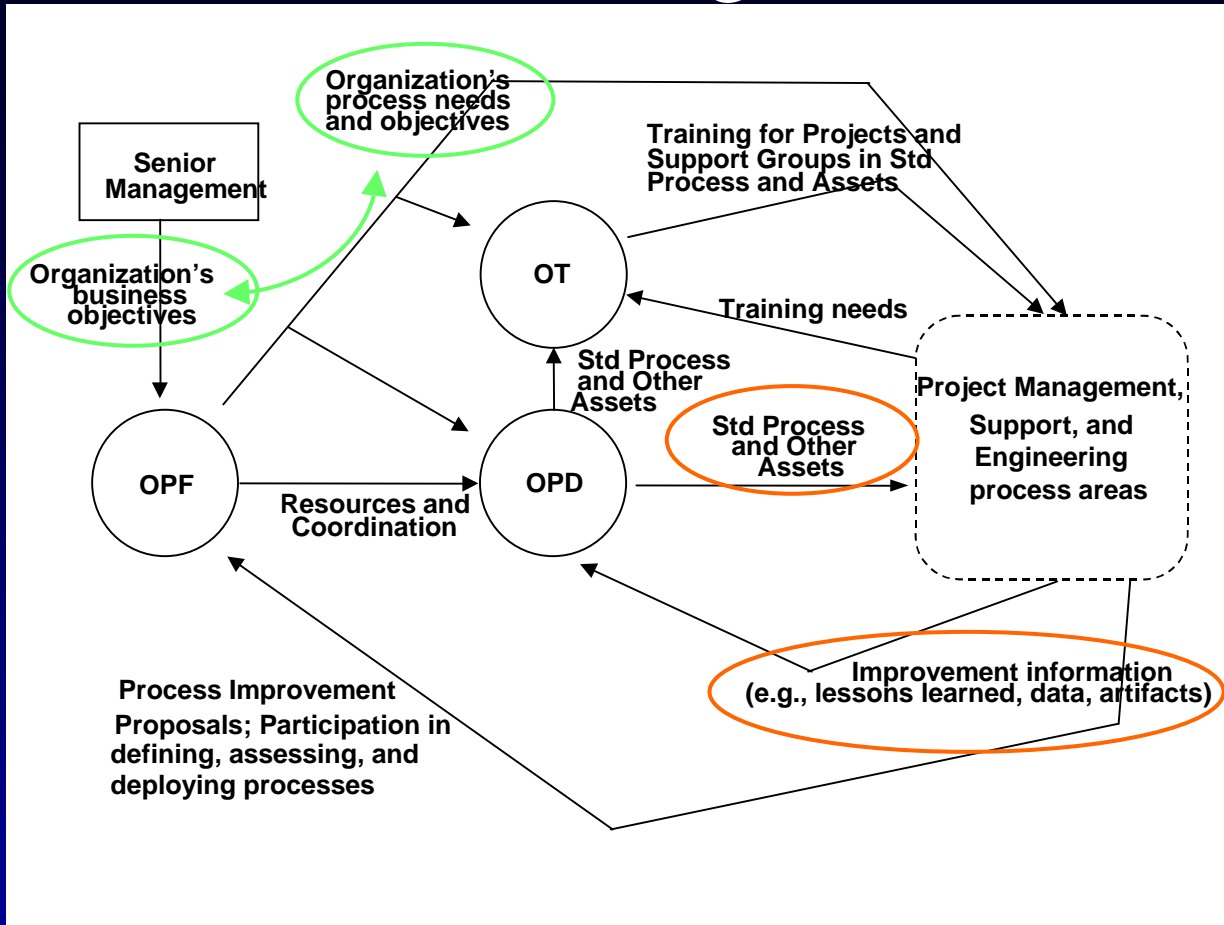 Organization's
process needs
and objectives
Senior
Management
Training for Projects and
Support Groups in Std
Process and Assets
Organization's
business
objectives
OT
Training needs
Std Process
and Other
Assets
Project Management,
Support, and
Engineering
process areas
Std Process
and Other
Assets
OPF
OPD
Resources and
Coordination
Improvement information
(e.g., lessons learned, data, artifacts)
Process Improvement
Proposals; Participation in
defining, assessing, and
deploying processes